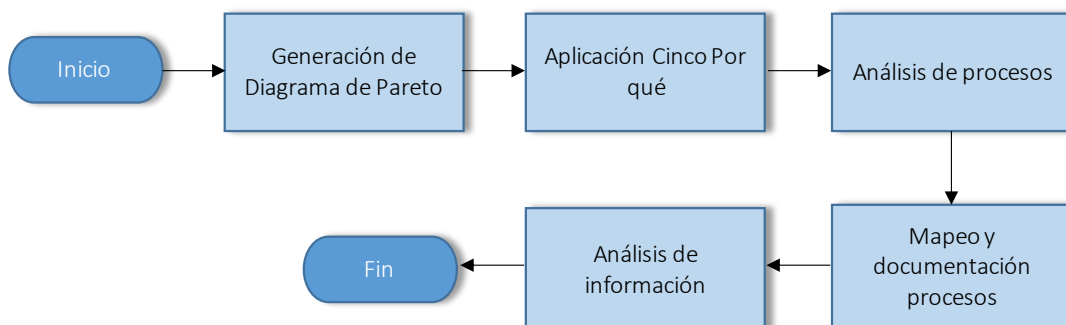 Inicio
Generación de
Diagrama de Pareto
Aplicación Cinco Por
qué
Análisis de procesos
Mapeo y
documentación
procesos
Análisis de
información
Fin